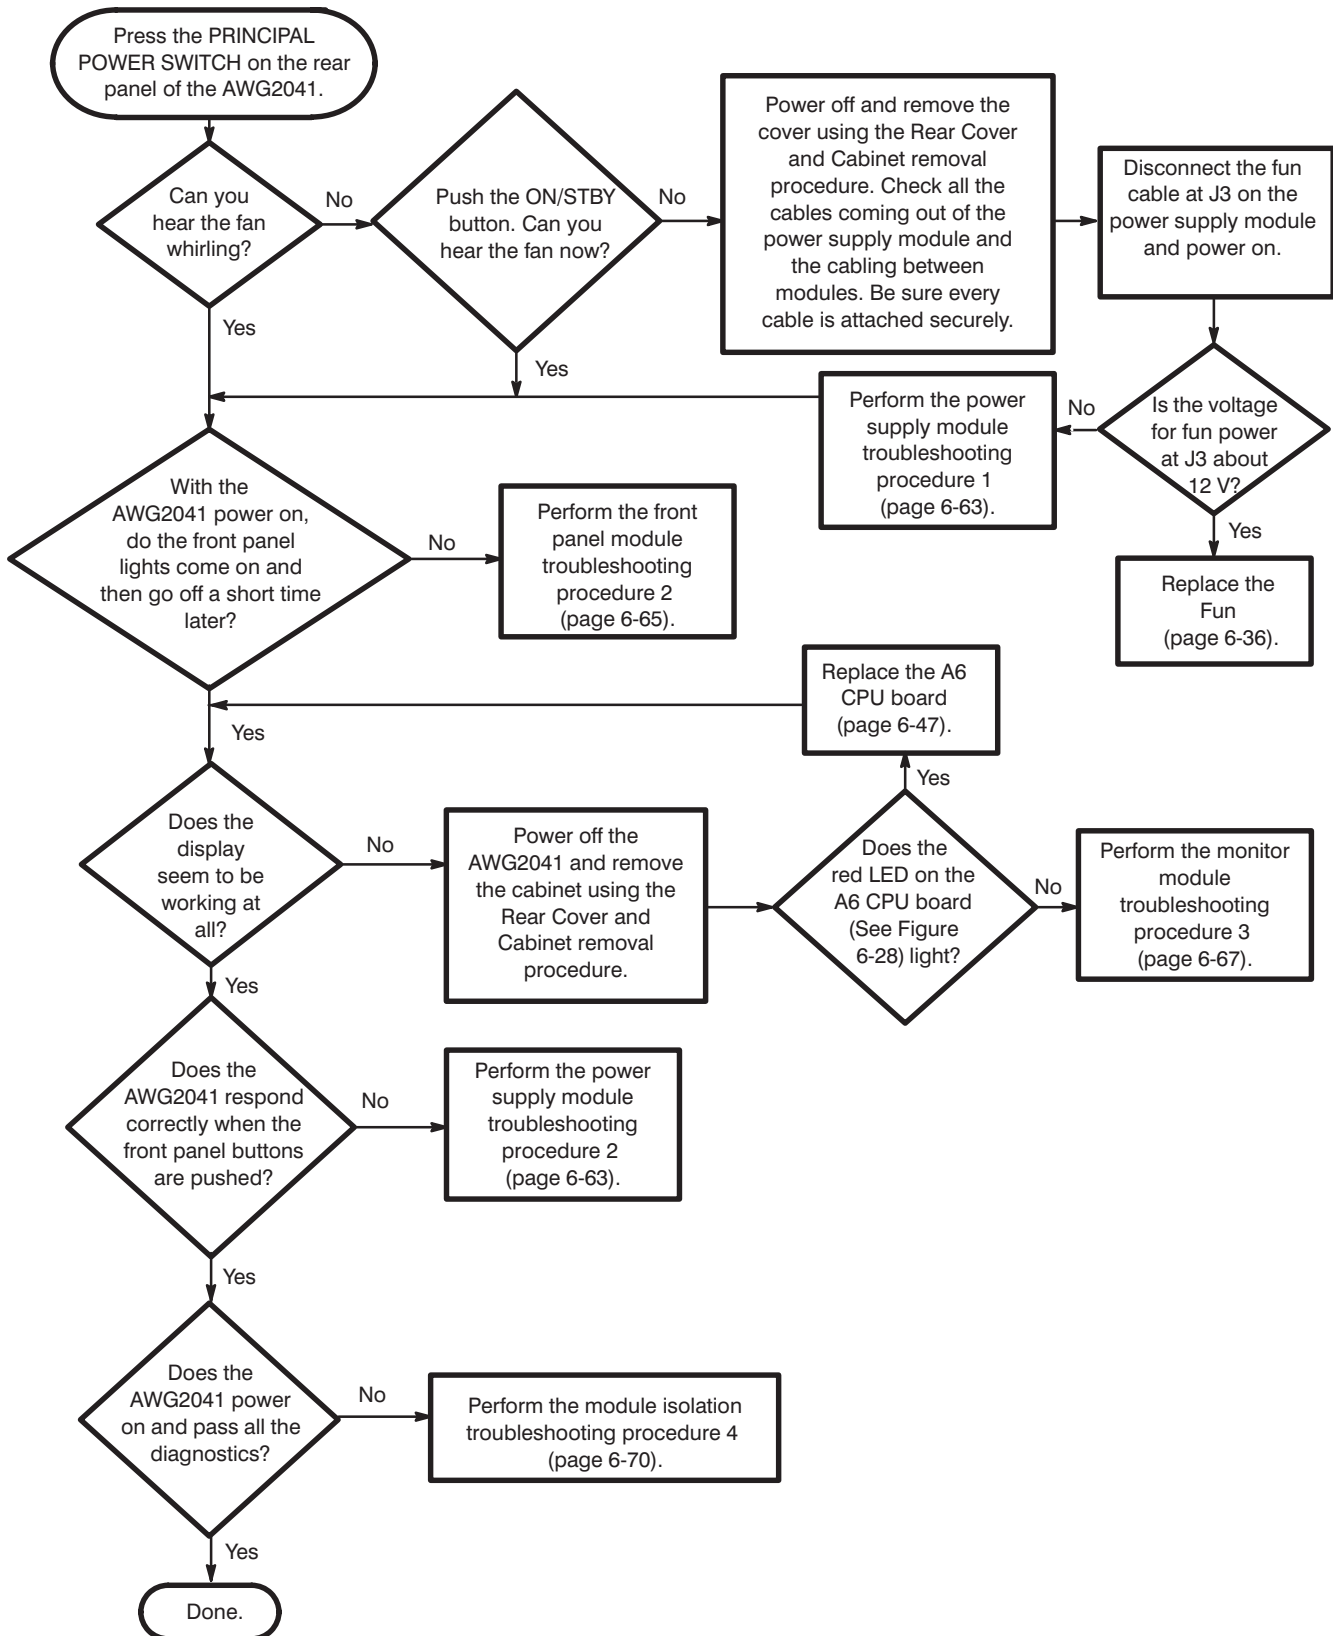 Press the PRINCIPAL
POWER SWITCH on the rear
panel of the AWG2041.
Can you
hear the fan
whirling?
No
Yes
Push the ON/STBY
button. Can you
hear the fan now?
No
Yes
Power off and remove the
cover using the Rear Cover
and Cabinet removal
procedure. Check all the
cables coming out of the
power supply module and
the cabling between
modules. Be sure every
cable is attached securely.
Disconnect the fun
cable at J3 on the
power supply module
and power on.
Is the voltage
for fun power
at J3 about
12 V?
No
Yes
Perform the power
supply module
troubleshooting
procedure 1
(page 6-63).
Replace the
Fun
(page 6-36).
With the
AWG2041 power on,
do the front panel
lights come on and
then go off a short time
later?
No
Yes
Perform the front
panel module
troubleshooting
procedure 2
(page 6-65).
Does the
display
seem to be
working at
all?
No
Yes
Power off the
AWG2041 and remove
the cabinet using the
Rear Cover and
Cabinet removal
procedure.
Does the
red LED on the
A6 CPU board
(See Figure
6-28) light?
Yes
No
Replace the A6
CPU board
(page 6-47).
Perform the monitor
module
troubleshooting
procedure 3
(page 6-67).
Does the
AWG2041 respond
correctly when the
front panel buttons
are pushed?
No
Yes
Perform the power
supply module
troubleshooting
procedure 2
(page 6-63).
Does the
AWG2041 power
on and pass all the
diagnostics?
No
Yes
Perform the module isolation
troubleshooting procedure 4
(page 6-70).
Done.